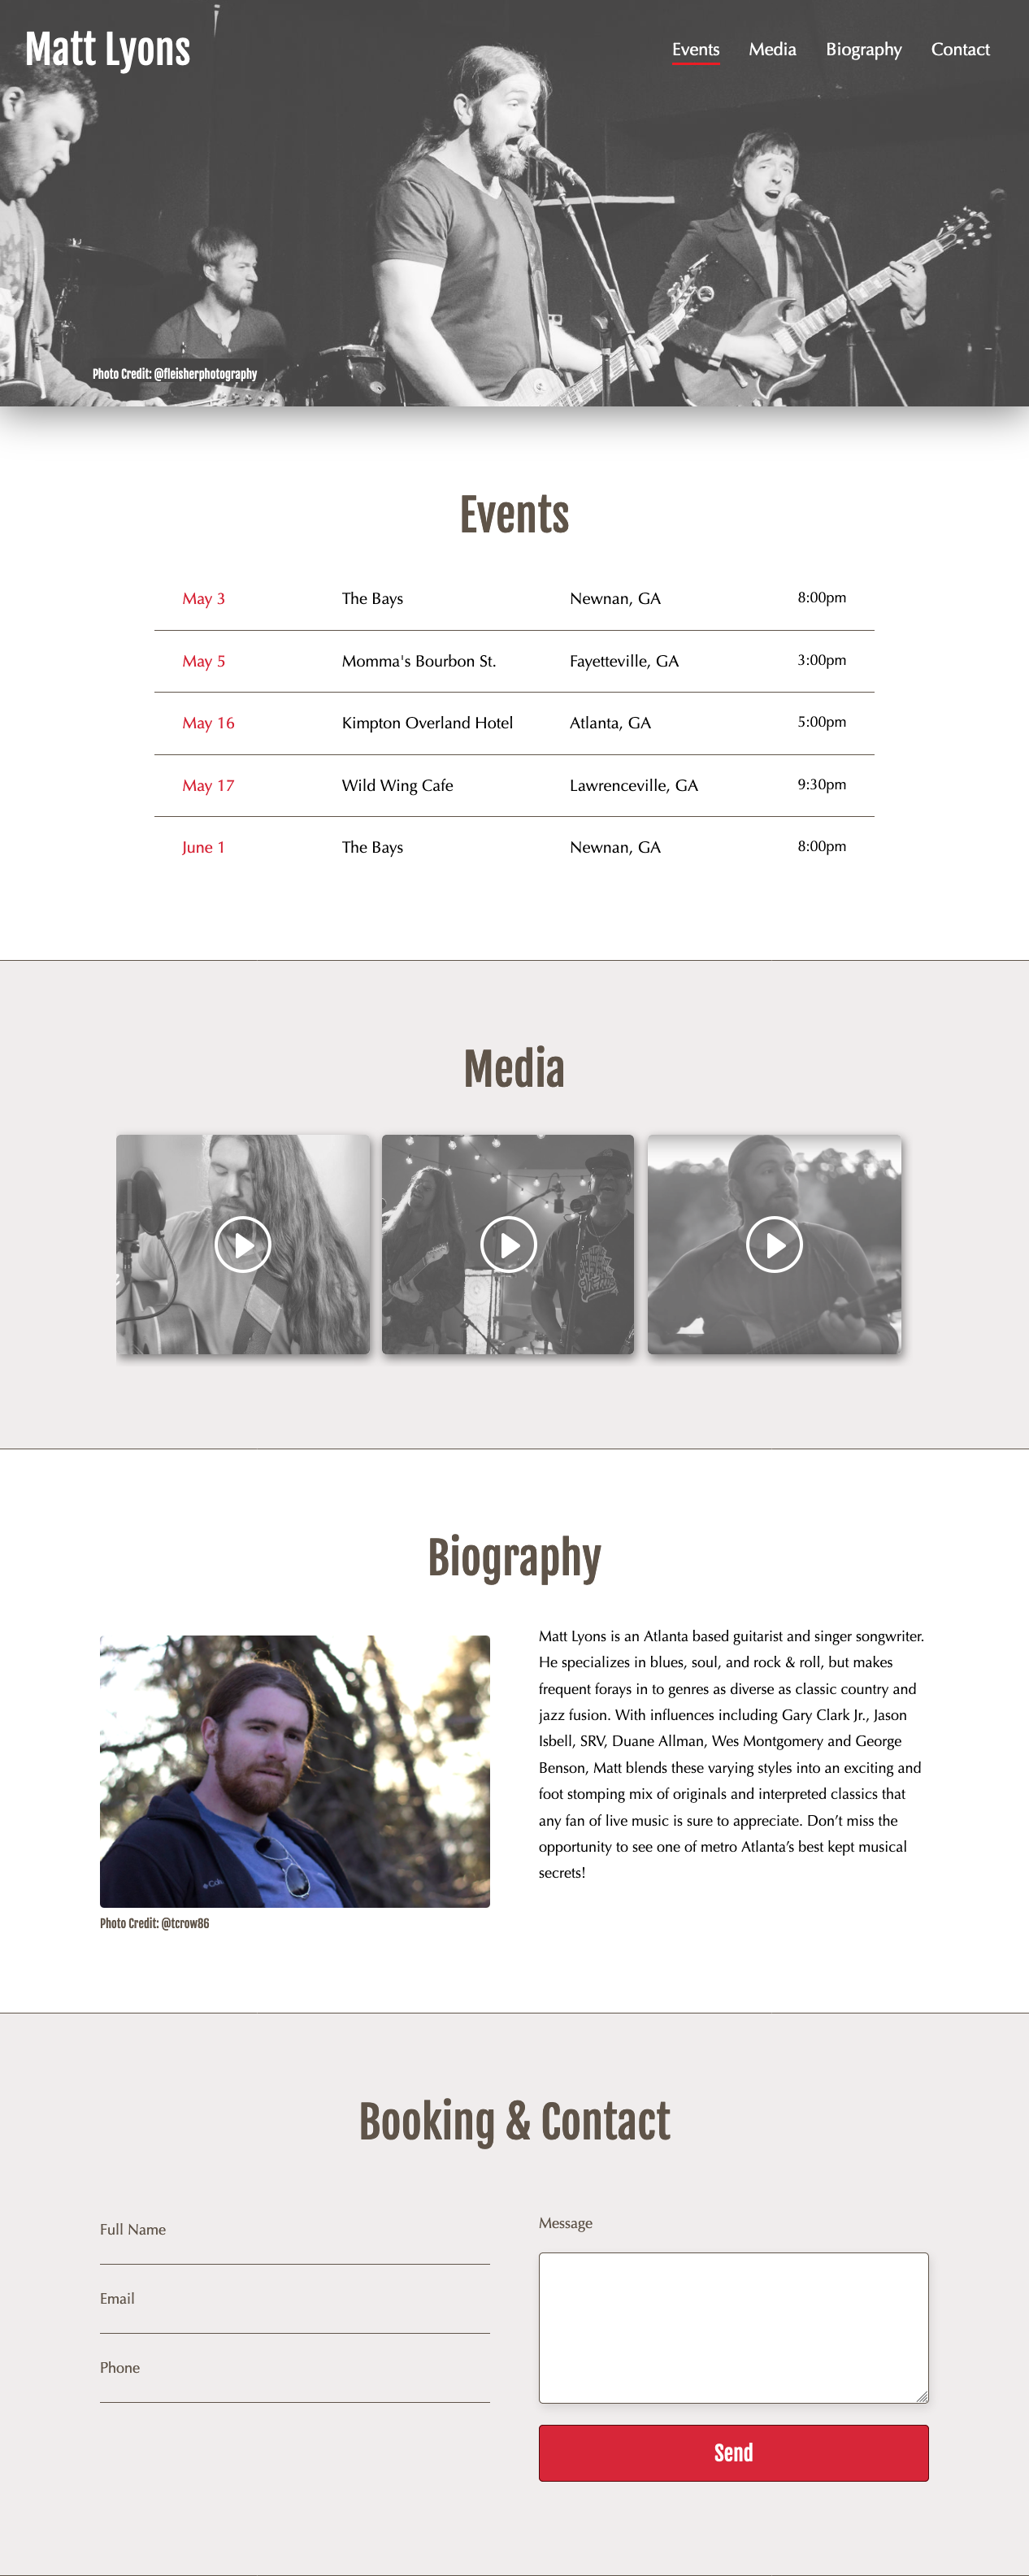 Matt Lyons
Events Media Biography Contact
Photo Credit: @fleisherphotography
Events
May 3 The Bays Newnan, GA 8:00pm
May 5 Momma's Bourbon St. Fayetteville, GA 3:00pm
May 16 Kimpton Overland Hotel Atlanta, GA 5:00pm
May 17 Wild Wing Cafe Lawrenceville, GA 9:30pm
June 1 The Bays Newnan, GA 8:00pm
Media
Biography
Matt Lyons is an Atlanta based guitarist and singer songwriter.
He specializes in blues, soul, and rock & roll, but makes
frequent forays in to genres as diverse as classic country and
jazz fusion. With influences including Gary Clark Jr., Jason
Isbell, SRV, Duane Allman, Wes Montgomery and George
Benson, Matt blends these varying styles into an exciting and
foot stomping mix of originals and interpreted classics that
any fan of live music is sure to appreciate. Don’t miss the
opportunity to see one of metro Atlanta’s best kept musical
secrets!
Photo Credit: @tcrow86
Booking & Contact
Full Name
Email
Phone
Message
Send